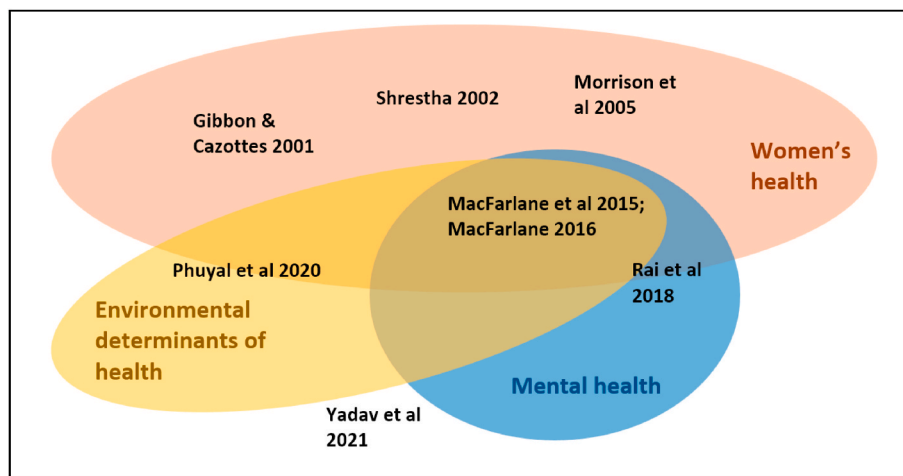 Shrestha 2002
Morrison et
al 2005
Gibbon &
Cazottes 2001
Women's
health
MacFarlane et al 2015;
MacFarlane 2016
Phuyal et al 2020
Rai et al
2018
Environmental
determinants of
health
Mental health
Yadav et al
2021